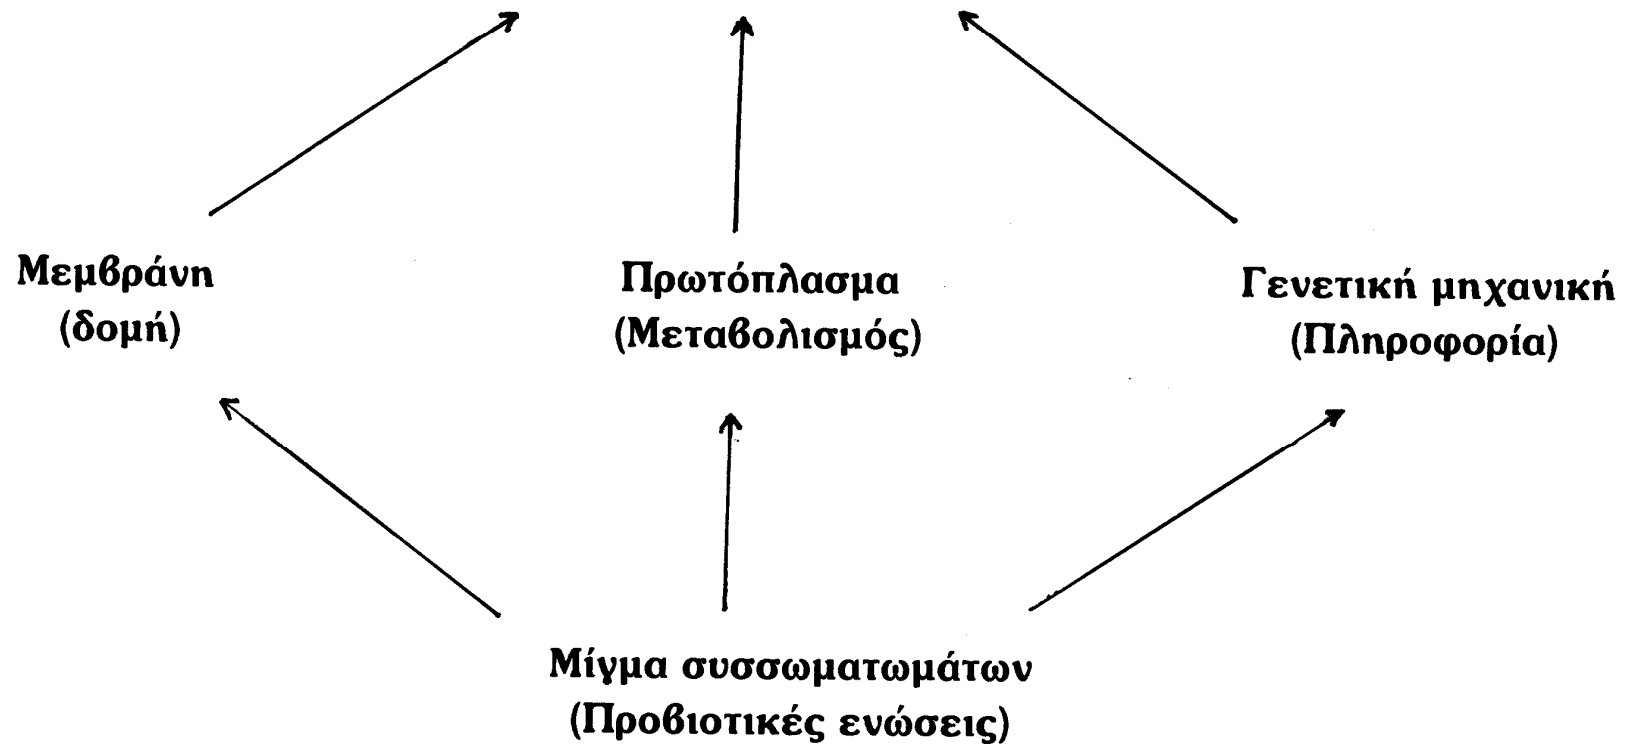 Μεμβράνη
(δομή)
Πρωτόπλασμα
(Μεταβολισμός)
Γενετική μηχανική
(Πληροφορία)
Μίγμα συσσωματωμάτων
(Προβιοτικές ενώσεις)